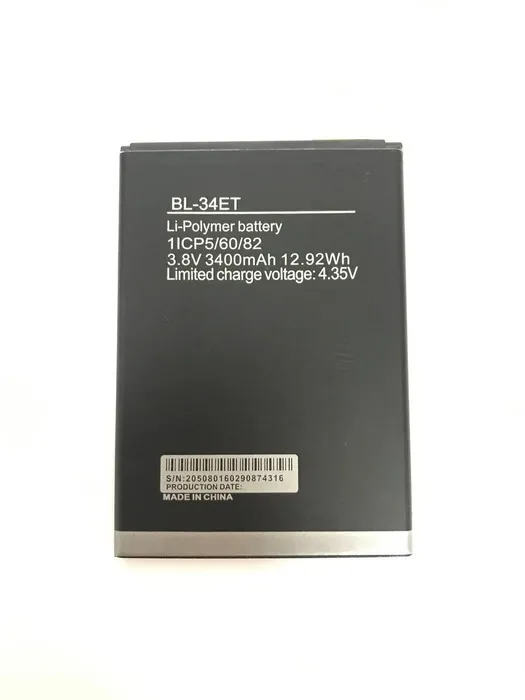 BL-34ET
Li-Polymer battery
1ICP5/60/82
3.8V 3400mAh 12.92Wh
Limited charge voltage: 4.35V
S/N:205080160290874316
PRODUCTION DATE:
MADE IN CHINA